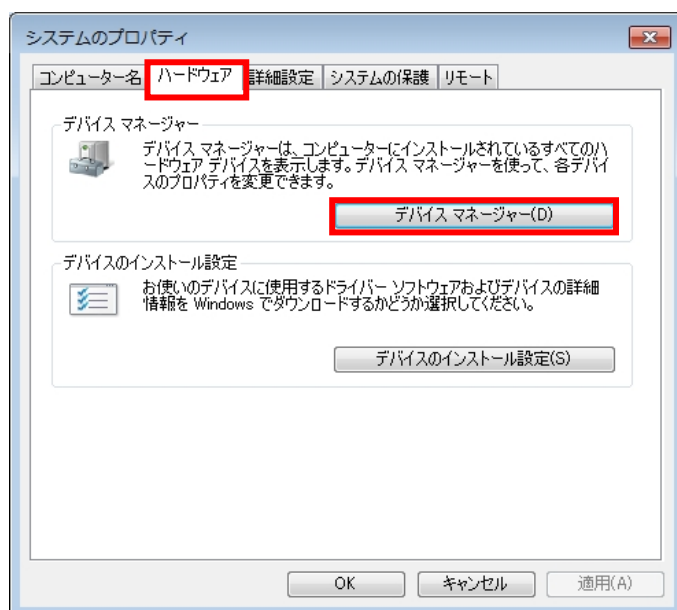 システムのプロパティ
コンピューター名 ハードウェア 詳細設定 システムの保護 リモート
デバイス マネージャー
デバイス マネージャーは、コンピューターにインストールされているすべてのハ
ードウェア デバイスを表示します。デバイス マネージャーを使って、各デバイ
スのプロパティを変更できます。
デバイス マネージャー(D)
デバイスのインストール設定
お使いのデバイスに使用するドライバー ソフトウェアおよびデバイスの詳細
情報を Windows でダウンロードするかどうか選択してください。
デバイスのインストール設定(S)
OK キャンセル 適用(A)